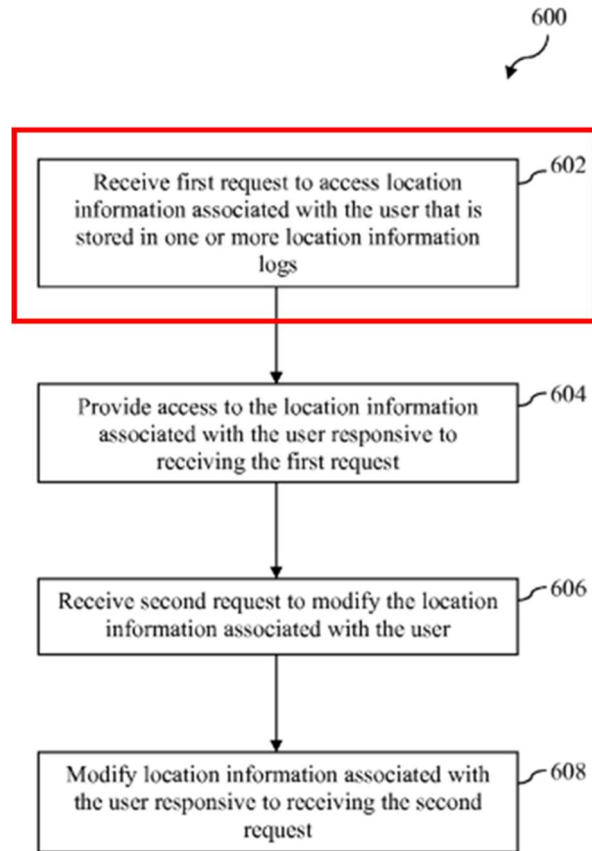 600
602
Receive first request to access location
information associated with the user that is
stored in one or more location information
logs
604
Provide access to the location information
associated with the user responsive to
receiving the first request
606
Receive second request to modify the location
information associated with the user
608
Modify location information associated with
the user responsive to receiving the second
request